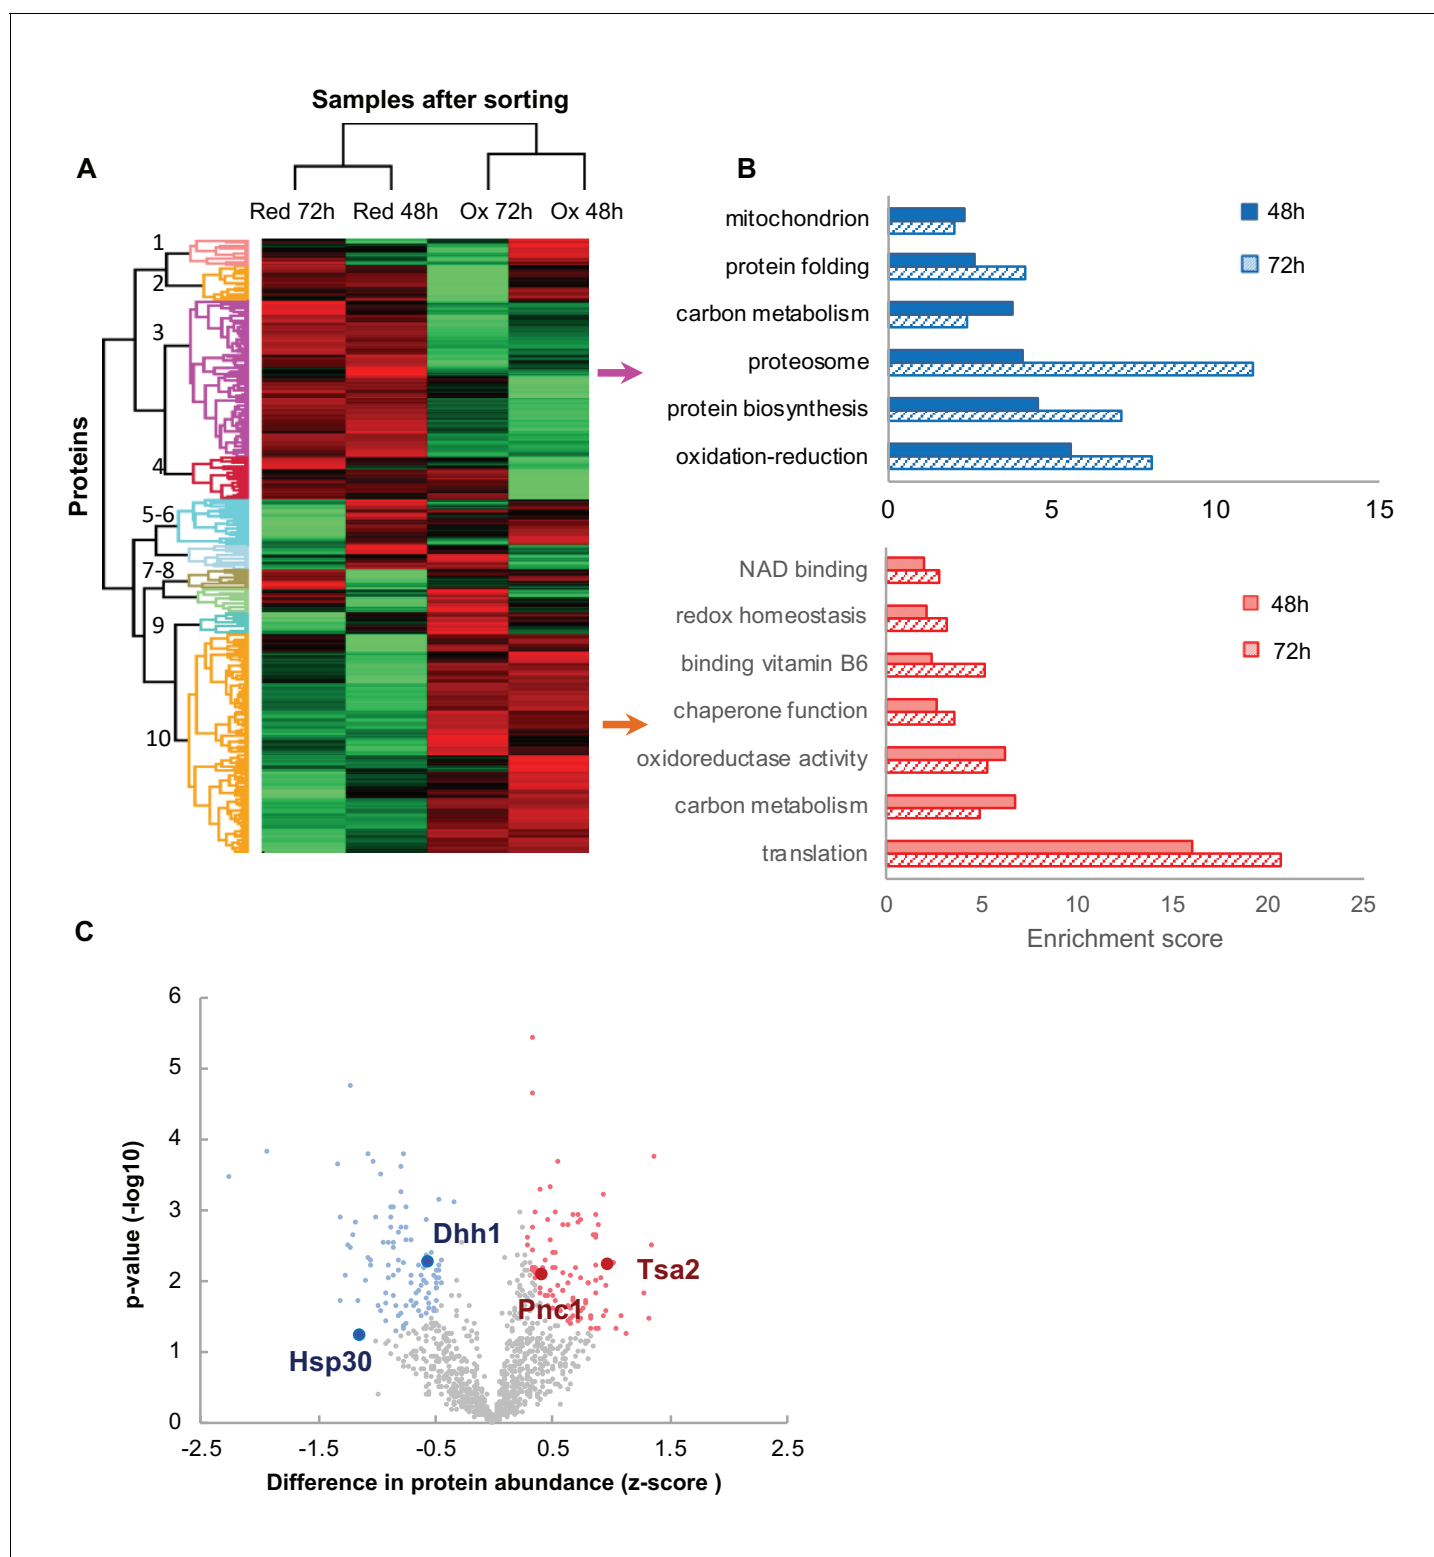 Samples after sorting
A
B
Red 72h Red 48h Ox 72h Ox 48h
Proteins
1
2
3
4
5-6
7-8
9
10
mitochondrion
protein folding
carbon metabolism
proteosome
protein biosynthesis
oxidation-reduction
0 5 10 15
48h
72h
NAD binding
redox homeostasis
binding vitamin B6
chaperone function
oxidoreductase activity
carbon metabolism
translation
0 5 10 15 20 25
Enrichment score
48h
72h
C
p-value (-log10)
6
5
4
3
2
1
0
Dhh1
Tsa2
Pnc1
Hsp30
-2.5 -1.5 -0.5 0.5 1.5 2.5
Difference in protein abundance (z-score )